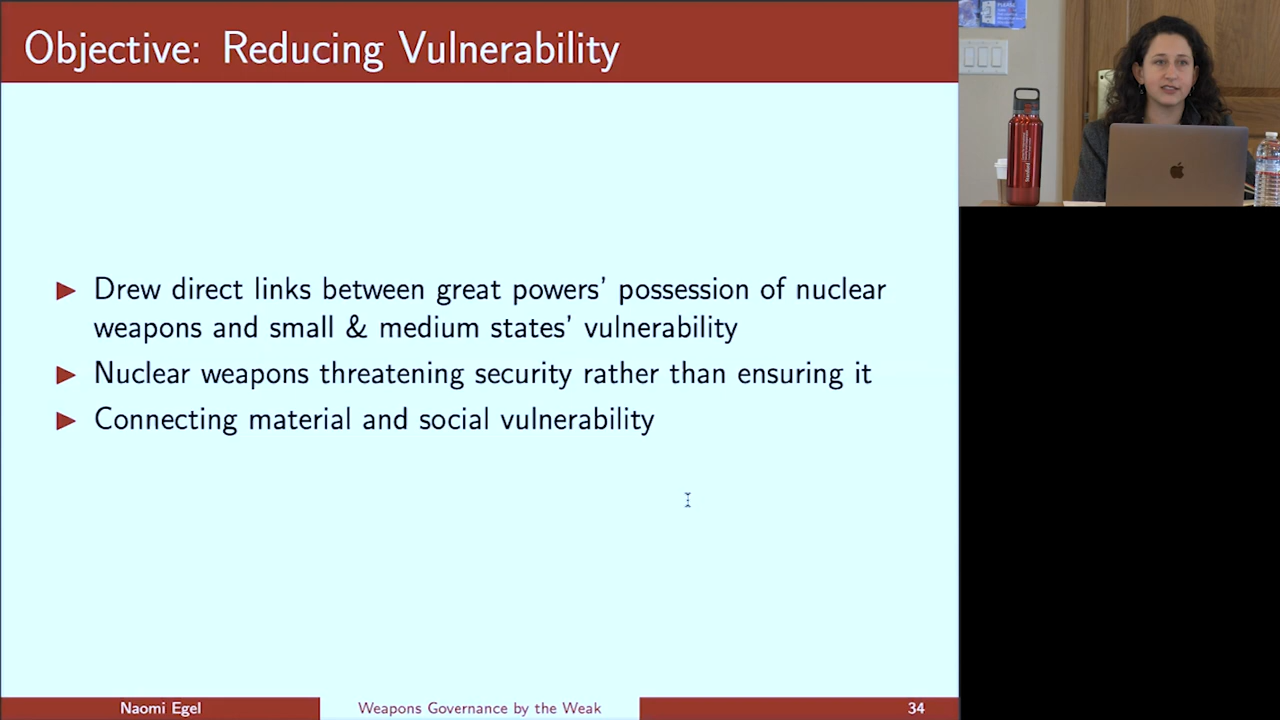 Objective: Reducing Vulnerability
▶ Drew direct links between great powers’ possession of nuclear
weapons and small & medium states’ vulnerability
▶ Nuclear weapons threatening security rather than ensuring it
▶ Connecting material and social vulnerability
Naomi Egel
Weapons Governance by the Weak
34
Stanford